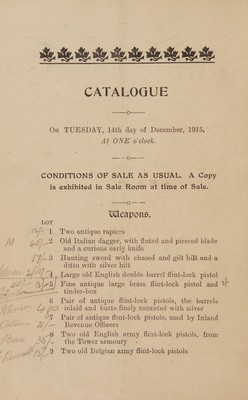 CATALOGUE
On TUESDAY, 14th day of December, 1915,
At ONE o'clock.
CONDITIONS OF SALE AS USUAL. A Copy
is exhibited in Sale Room at time of Sale.
Weapons.
LOT
1 Two antique rapiers
2 Old Italian dagger, with fluted and pierced blade
and a curious early knife
3 Hunting sword with chased and gilt hilt and a
ditto with silver hilt
4 Large old English double-barrel flint-lock pistol
5 Fine antique large brass flint-lock pistol and
tinder-box
6 Pair of antique flint-lock pistols, the barrels
inlaid and butts finely mounted with silver
7 Pair of antique flint-lock pistols, used by Inland
Revenue Officers
8 Two old English army flint-lock pistols, from
the Tower armoury
9 Two old Belgian army flint-lock pistols